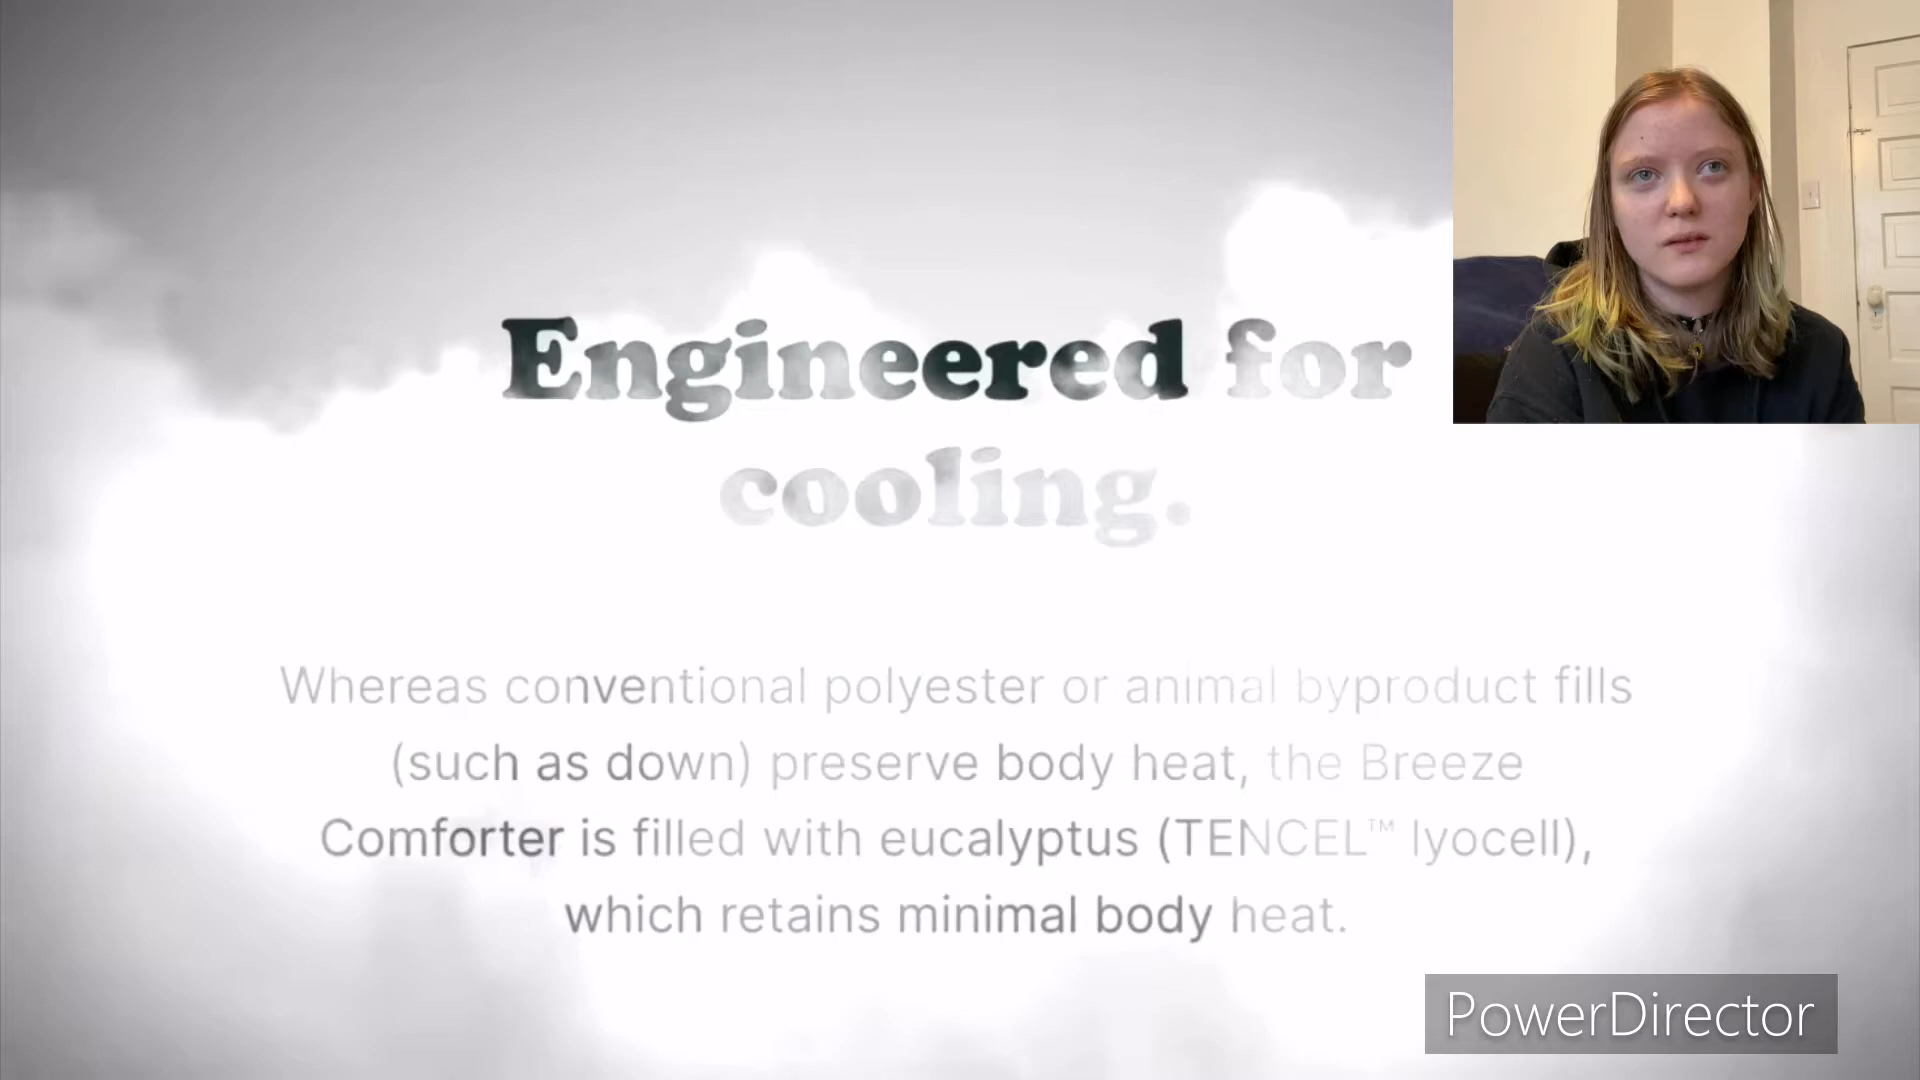 Engineered for
cooling.
Whereas conventional polyester or animal byproduct fills
(such as down) preserve body heat, the Breeze
Comforter is filled with eucalyptus (TENCEL™ lyocell),
which retains minimal body heat.
PowerDirector